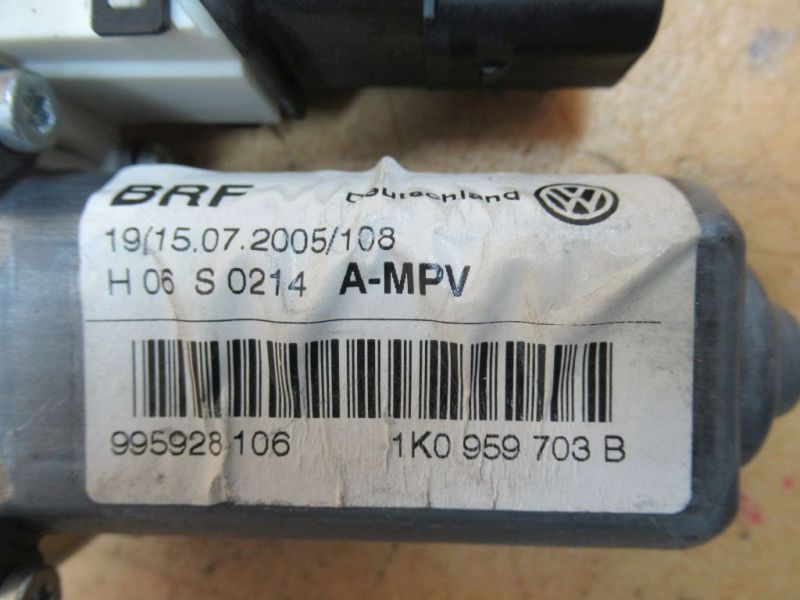 BRF Deutschland
19/15.07.2005/108
H 06 S 0214 A-MPV
995928 106 1K0 959 703 B